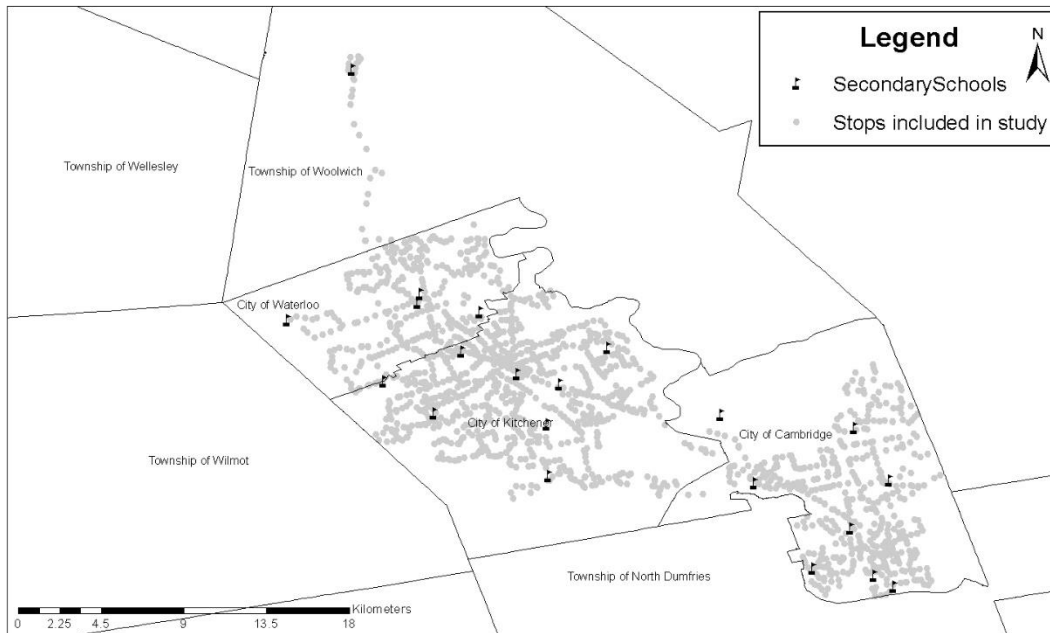 Legend
N
SecondarySchools
Stops included in study
Township of Wellesley
Township of Woolwich
City of Waterloo
City of Kitchener
City of Cambridge
Township of Wilmot
Township of North Dumfries
Kilometers
0 2.25 4.5 9 13.5 18